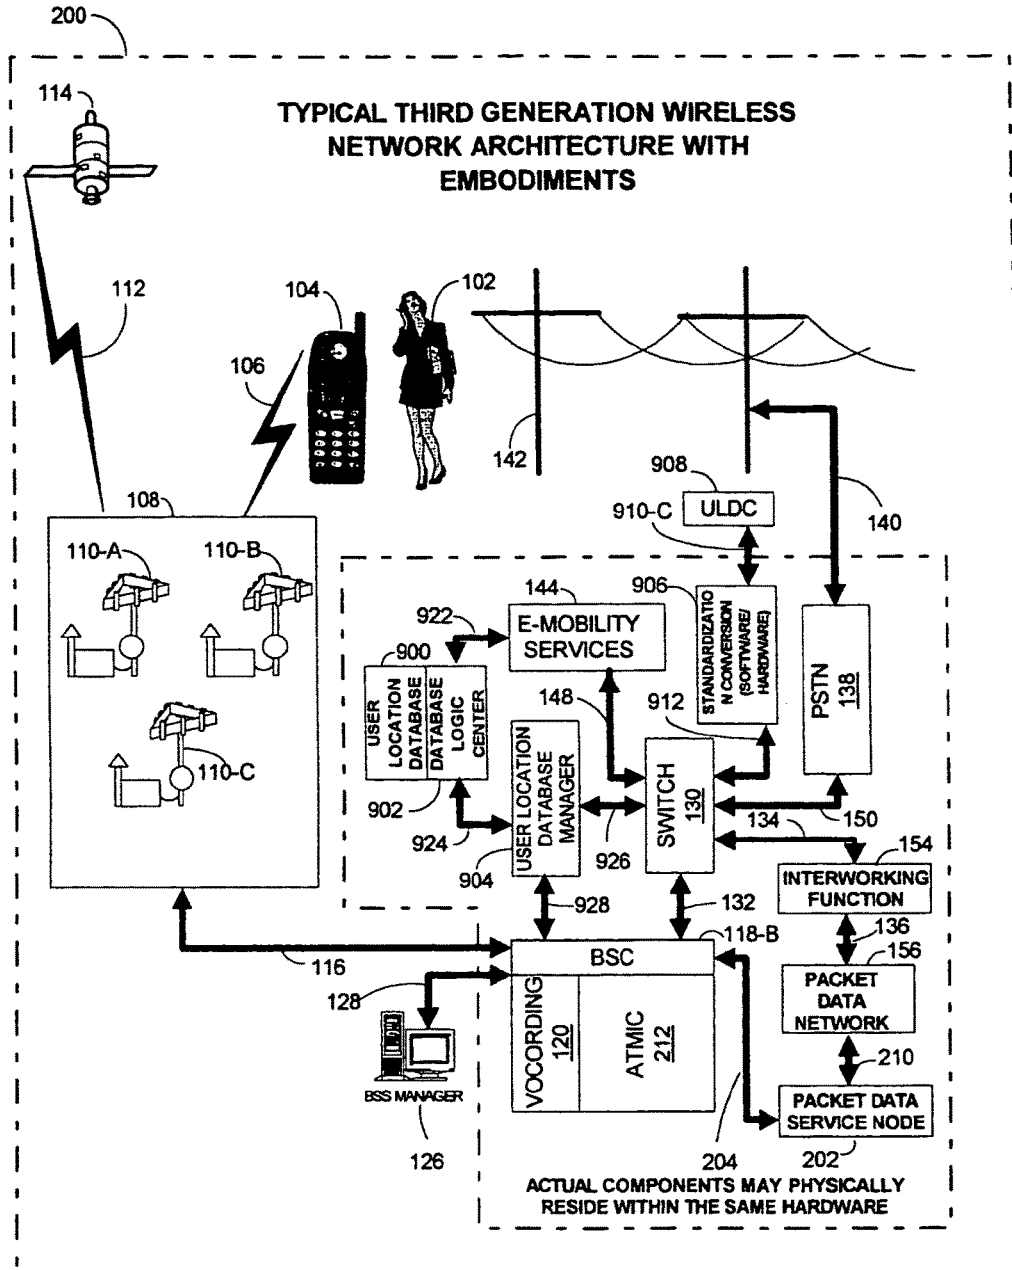 200
114
TYPICAL THIRD GENERATION WIRELESS
NETWORK ARCHITECTURE WITH
EMBODIMENTS
112
104
102
106
142
908
ULDC
910-C
140
108
110-A
110-B
110-C
144
E-MOBILITY
SERVICES
922
906
STANDARDIZATIO
N CONVERSION
(SOFTWARE/
HARDWARE)
PSTN
138
900
USER
LOCATION
DATABASE
DATABASE
LOGIC
CENTER
148
912
902
USER LOCATION
DATABASE
MANAGER
SWITCH
130
924
904
926
150
134
154
INTERWORKING
FUNCTION
928
132
136
118-B
156
116
BSC
PACKET
DATA
NETWORK
128
VOCORDING
120
ATMIC
212
210
BSS MANAGER
126
PACKET DATA
SERVICE NODE
204
202
ACTUAL COMPONENTS MAY PHYSICALLY
RESIDE WITHIN THE SAME HARDWARE